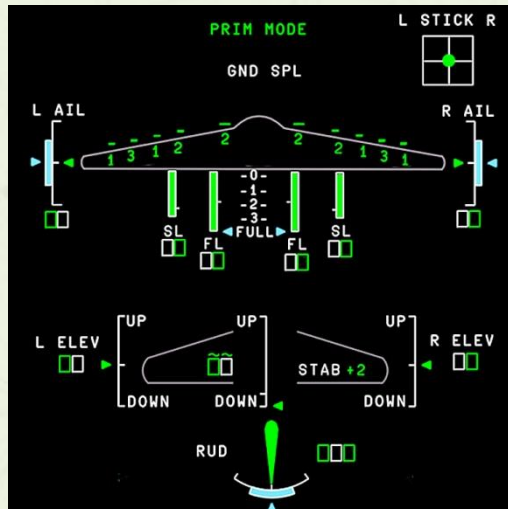 L STICK R
PRIM MODE
GND SPL
L AIL
R AIL
1 3 1 2 2 2 2 1 3 1
-0-
-1-
-2-
-3-
FULL
SL FL FL SL
UP UP UP
L ELEV R ELEV
STAB +2
DOWN DOWN DOWN
RUD